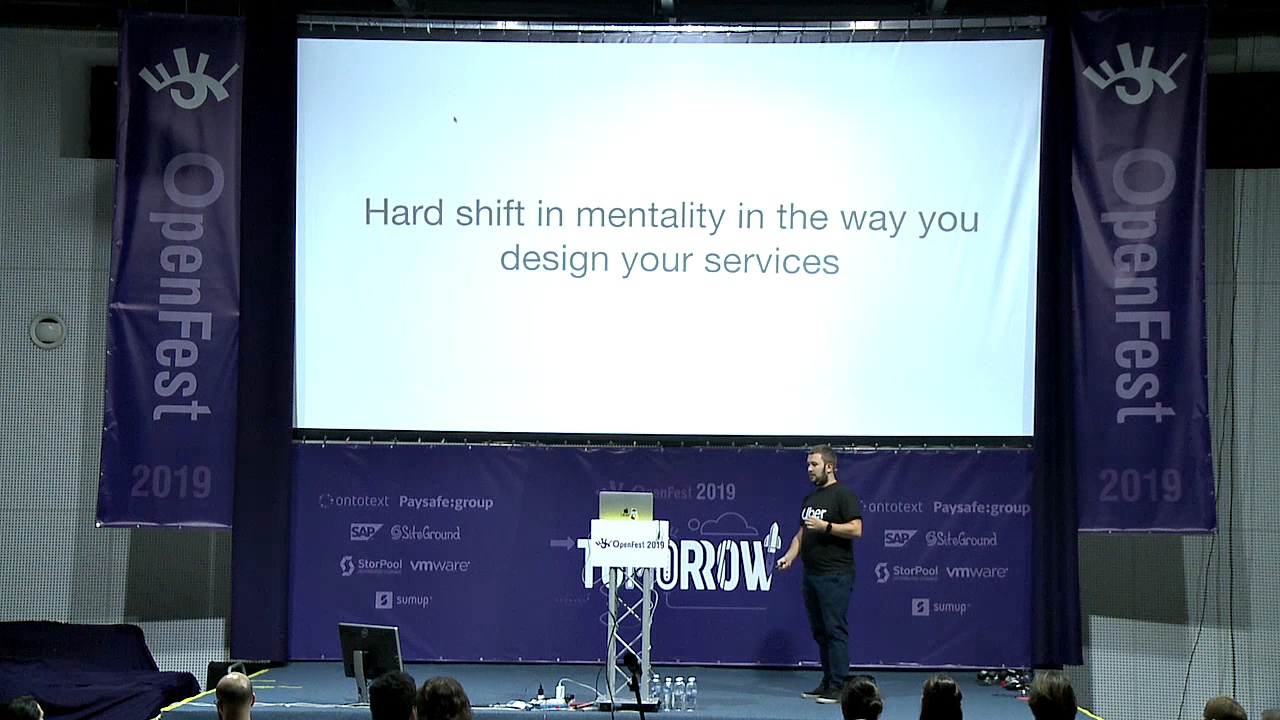 Hard shift in mentality in the way you
design your services
OpenFest
2019
OpenFest
2019
OpenFest 2019
ontotext Paysafe:group
SAP SiteGround
StorPool vmware
sumup
OpenFest 2019
ORROW
Uber
ontotext Paysafe:group
SAP SiteGround
StorPool vmware
sumup